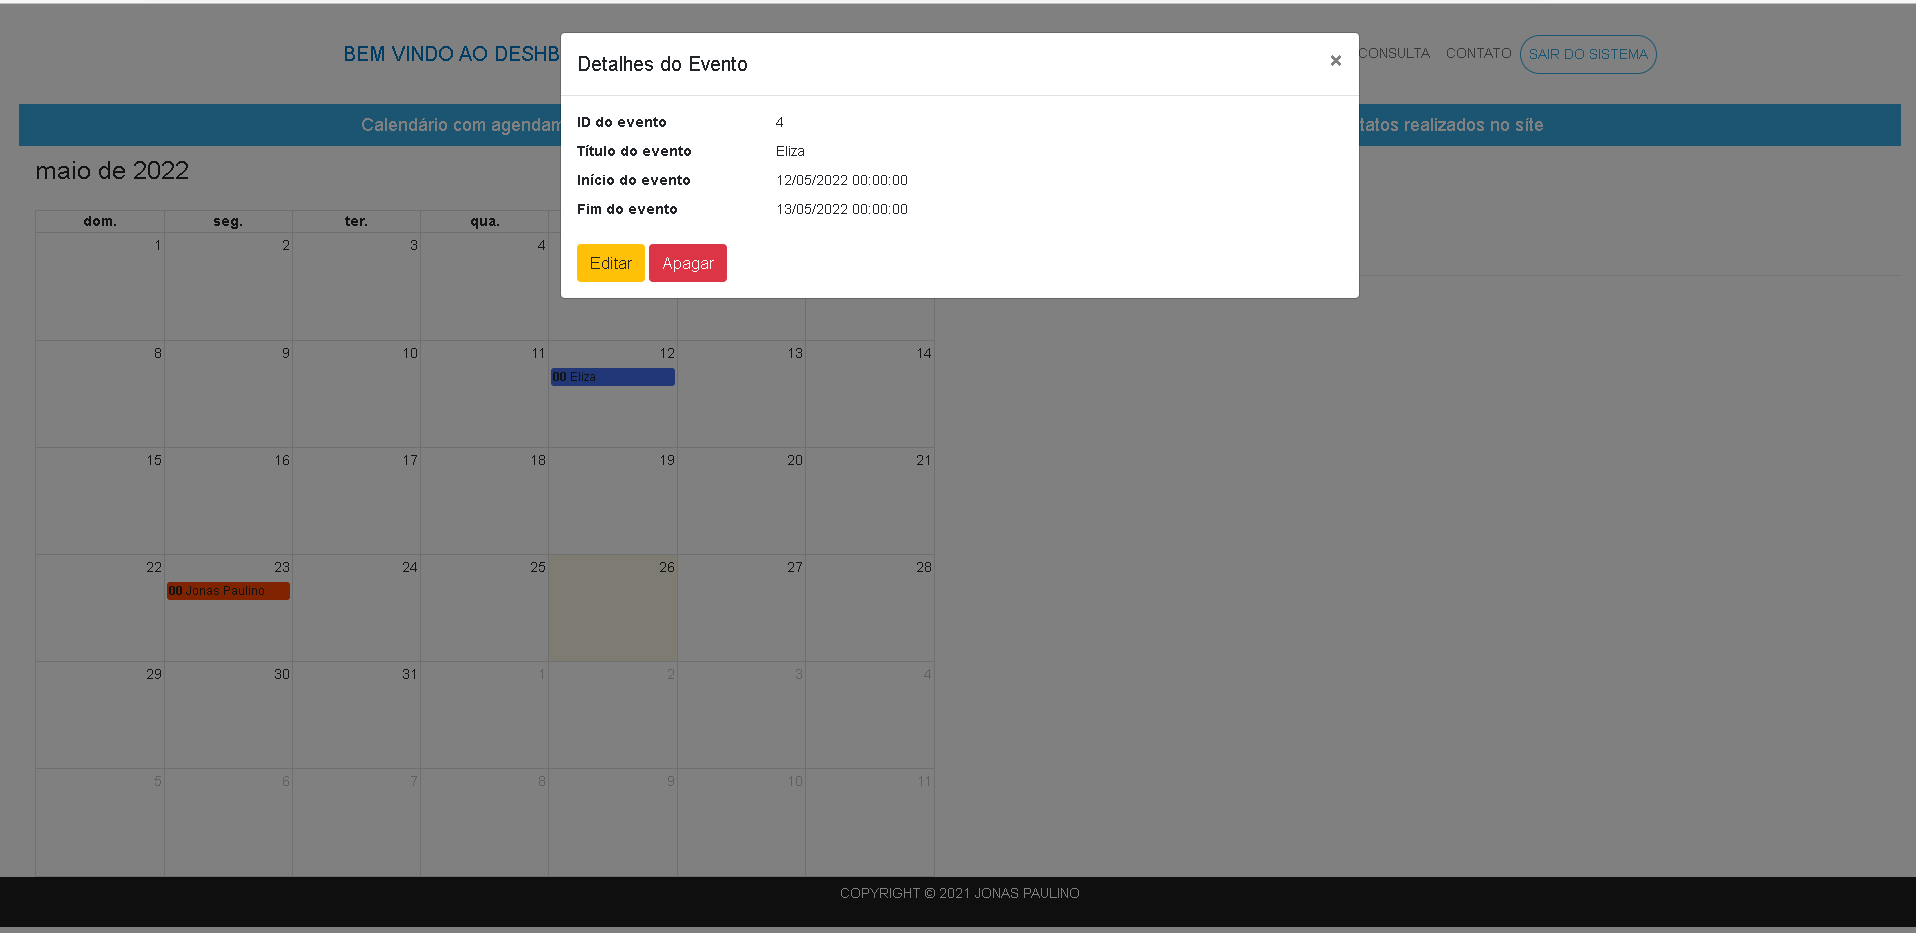 BEM VINDO AO DESHB
CONSULTA CONTATO SAIR DO SISTEMA
Detalhes do Evento ×
Calendário com agendam
tatos realizados no site
ID do evento 4
Título do evento Eliza
Início do evento 12/05/2022 00:00:00
Fim do evento 13/05/2022 00:00:00
Editar Apagar
maio de 2022
dom. seg. ter. qua.
1 2 3 4
8 9 10 11 12 13 14
00 Eliza
15 16 17 18 19 20 21
22 23 24 25 26 27 28
00 Jonas Paulino
29 30 31 1 2 3 4
5 6 7 8 9 10 11
COPYRIGHT © 2021 JONAS PAULINO